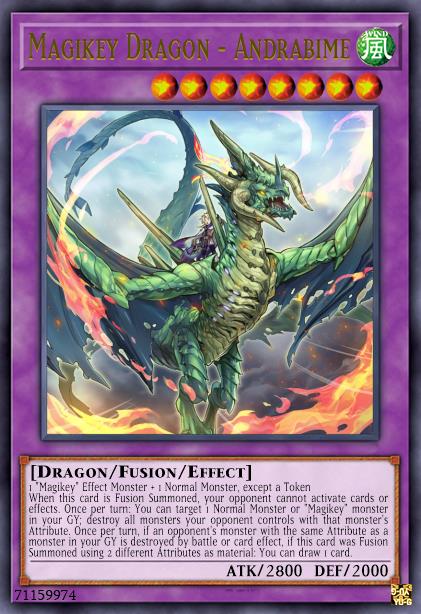 MAGIKEY DRAGON - ANDRABIME
WIND
風
[DRAGON/FUSION/EFFECT]
1 "Magikey" Effect Monster + 1 Normal Monster, except a Token
When this card is Fusion Summoned, your opponent cannot activate cards or
effects. Once per turn: You can target 1 Normal Monster or "Magikey" monster
in your GY; destroy all monsters your opponent controls with that monster's
Attribute. Once per turn, if an opponent's monster with the same Attribute as a
monster in your GY is destroyed by battle or card effect, if this card was Fusion
Summoned using 2 different Attributes as material: You can draw 1 card.
ATK/2800 DEF/2000
71159974